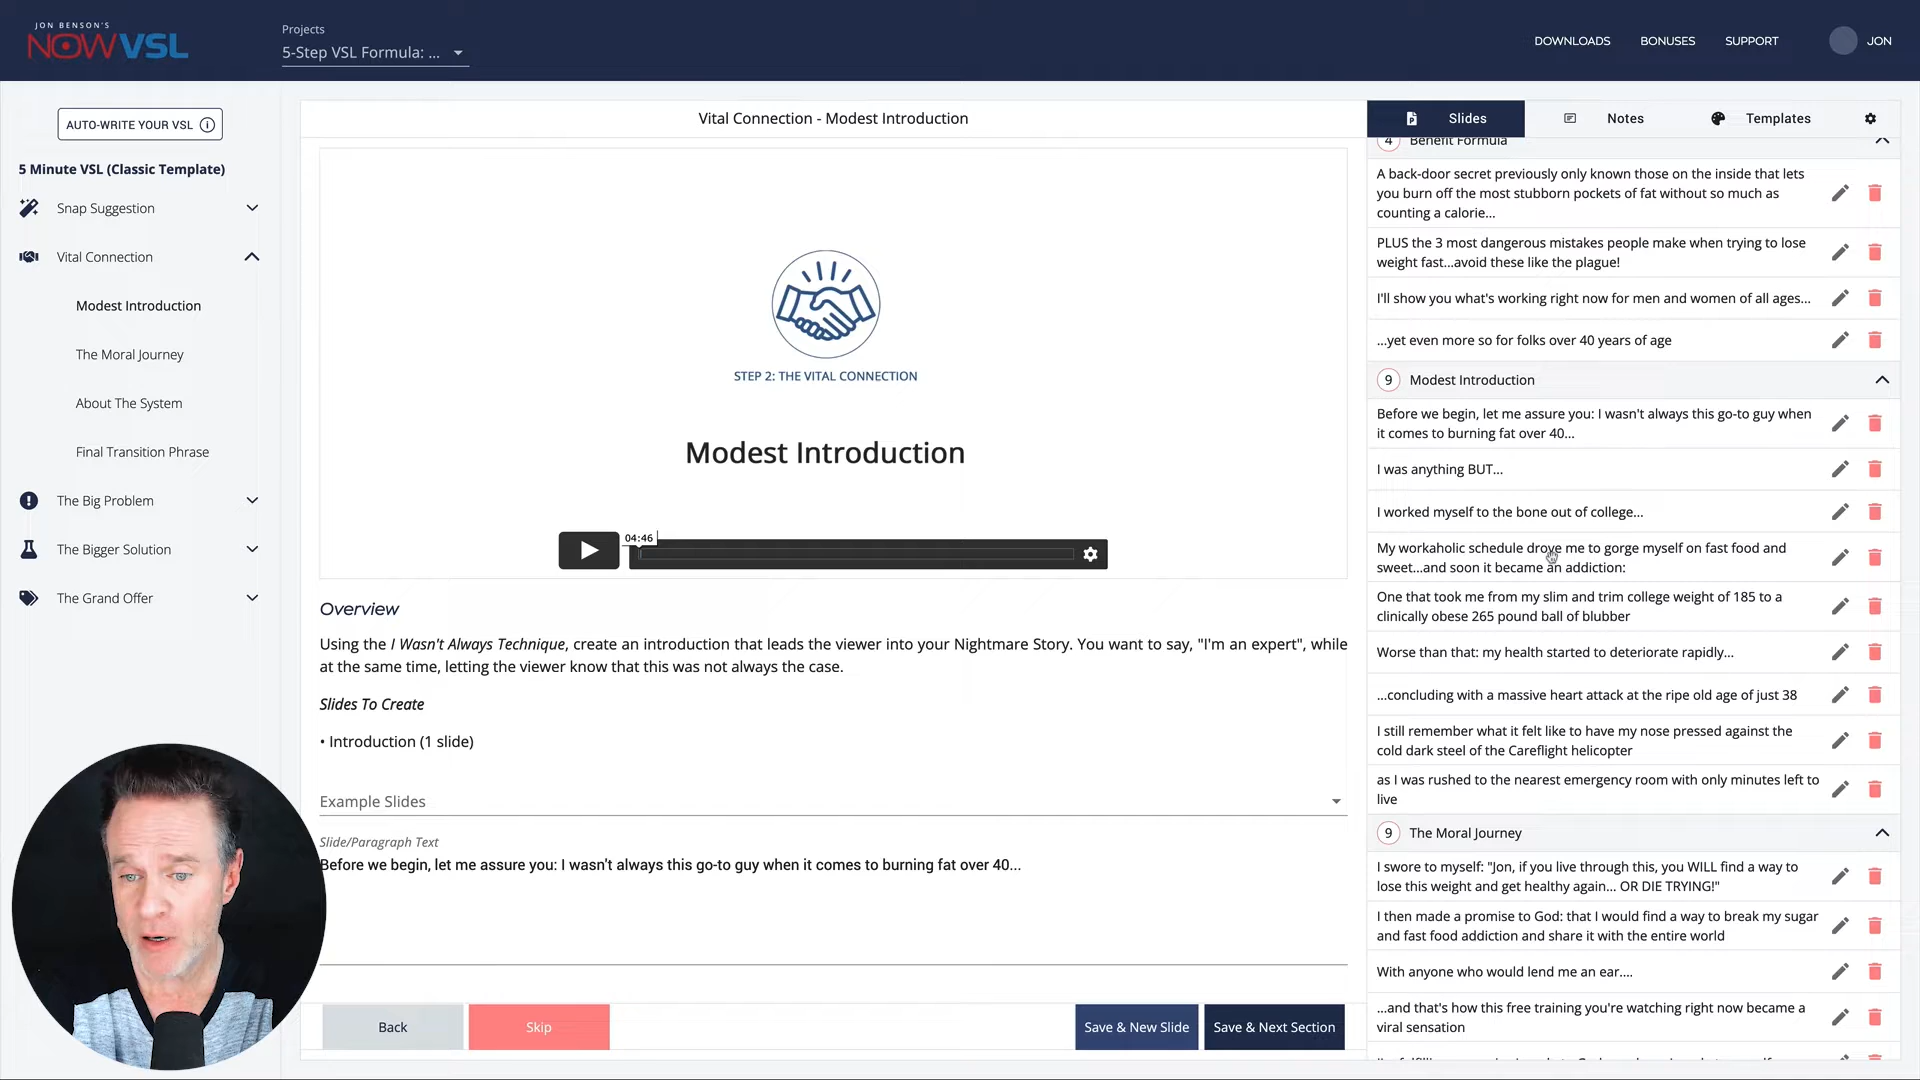 JON BENSON'S
NOWVSL
Projects
5-Step VSL Formula: ...
DOWNLOADS
BONUSES
SUPPORT
JON
AUTO-WRITE YOUR VSL
5 Minute VSL (Classic Template)
Snap Suggestion
Vital Connection
Modest Introduction
The Moral Journey
About The System
Final Transition Phrase
The Big Problem
The Bigger Solution
The Grand Offer
Vital Connection - Modest Introduction
STEP 2: THE VITAL CONNECTION
Modest Introduction
04:46
Overview
Using the I Wasn't Always Technique, create an introduction that leads the viewer into your Nightmare Story. You want to say, "I'm an expert", while
at the same time, letting the viewer know that this was not always the case.
Slides To Create
• Introduction (1 slide)
Example Slides
Slide/Paragraph Text
Before we begin, let me assure you: I wasn't always this go-to guy when it comes to burning fat over 40...
Back
Skip
Save & New Slide
Save & Next Section
Slides
Notes
Templates
4 Benefit Formula
A back-door secret previously only known those on the inside that lets
you burn off the most stubborn pockets of fat without so much as
counting a calorie...
PLUS the 3 most dangerous mistakes people make when trying to lose
weight fast...avoid these like the plague!
I'll show you what's working right now for men and women of all ages...
...yet even more so for folks over 40 years of age
9 Modest Introduction
Before we begin, let me assure you: I wasn't always this go-to guy when
it comes to burning fat over 40...
I was anything BUT...
I worked myself to the bone out of college...
My workaholic schedule drove me to gorge myself on fast food and
sweet...and soon it became an addiction:
One that took me from my slim and trim college weight of 185 to a
clinically obese 265 pound ball of blubber
Worse than that: my health started to deteriorate rapidly...
...concluding with a massive heart attack at the ripe old age of just 38
I still remember what it felt like to have my nose pressed against the
cold dark steel of the Careflight helicopter
as I was rushed to the nearest emergency room with only minutes left to
live
9 The Moral Journey
I swore to myself: "Jon, if you live through this, you WILL find a way to
lose this weight and get healthy again... OR DIE TRYING!"
I then made a promise to God: that I would find a way to break my sugar
and fast food addiction and share it with the entire world
With anyone who would lend me an ear....
...and that's how this free training you're watching right now became a
viral sensation